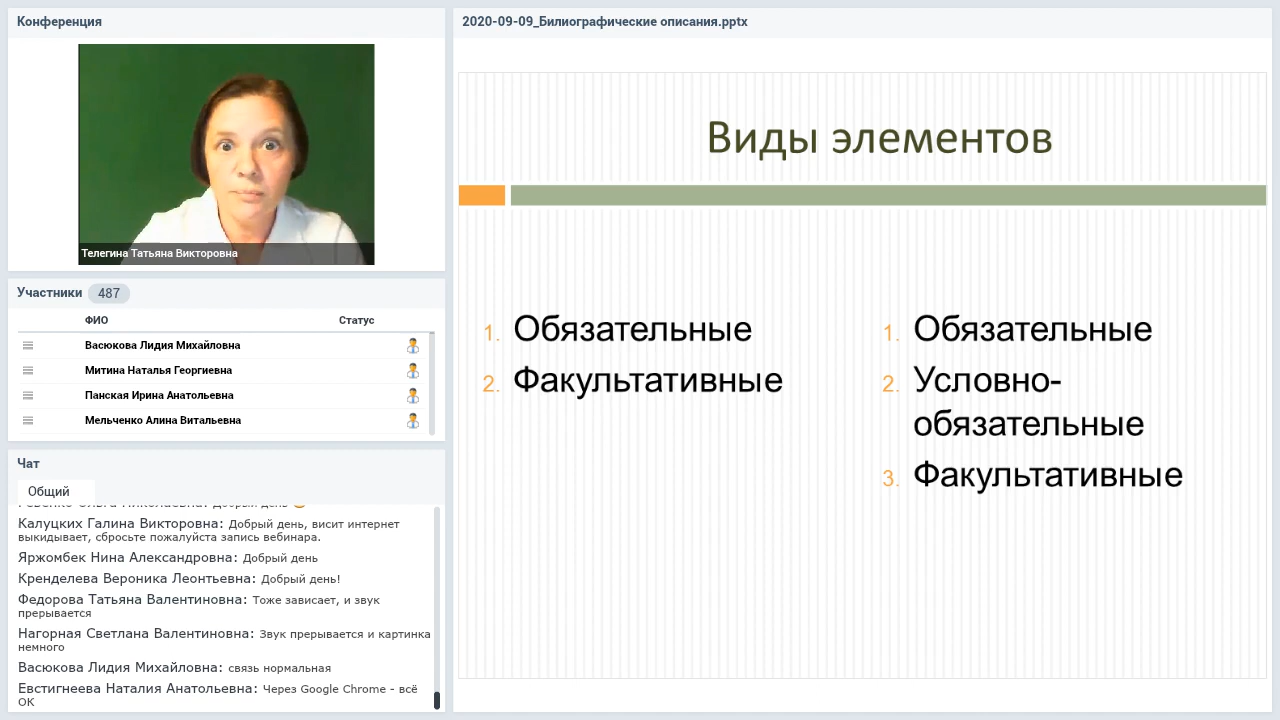 Конференция
Телегина Татьяна Викторовна
Участники 487
ФИО Статус
Васюкова Лидия Михайловна
Митина Наталья Георгиевна
Панская Ирина Анатольевна
Мельченко Алина Витальевна
Чат
Общий
Калуцких Галина Викторовна: Добрый день, висит интернет
выкидывает, сбросьте пожалуйста запись вебинара.
Яржомбек Нина Александровна: Добрый день
Кренделева Вероника Леонтьевна: Добрый день!
Федорова Татьяна Валентиновна: Тоже зависает, и звук
прерывается
Нагорная Светлана Валентиновна: Звук прерывается и картинка
немного
Васюкова Лидия Михайловна: связь нормальная
Евстигнеева Наталия Анатольевна: Через Google Chrome - всё
ОК
2020-09-09_Билиографические описания.pptx
Виды элементов
1. Обязательные
2. Факультативные
1. Обязательные
2. Условно-
обязательные
3. Факультативные